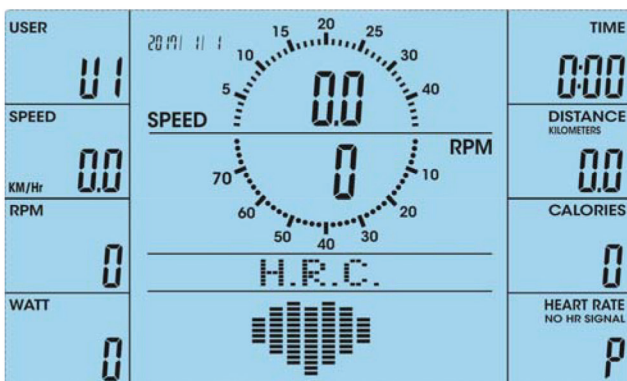 USER
U1
SPEED
KM/Hr 0.0
RPM
0
WATT
0
2017/ 1/ 1
5 10 15 20 25 30 40
SPEED 0.0
0 RPM
70 60 50 40 30 20 10
H.R.C.
TIME
0:00
DISTANCE
KILOMETERS
0.0
CALORIES
0
HEART RATE
NO HR SIGNAL
P